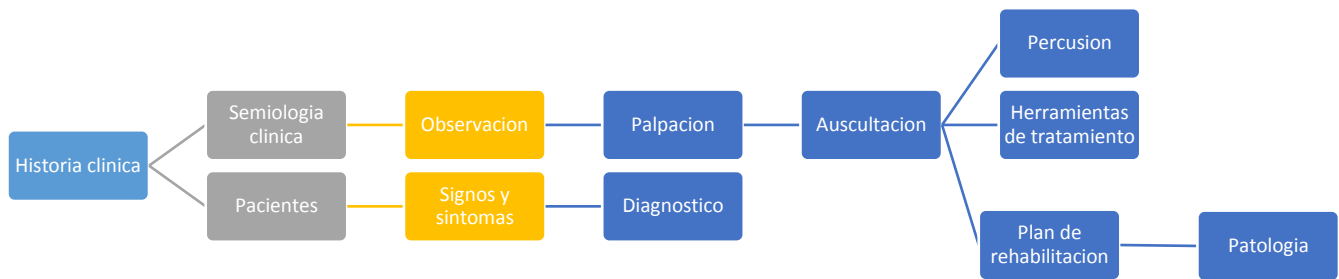 Historia clinica
Semiologia
clinica
Observacion
Palpacion
Auscultacion
Percusion
Herramientas
de tratamiento
Pacientes
Signos y
sintomas
Diagnostico
Plan de
rehabilitacion
Patologia